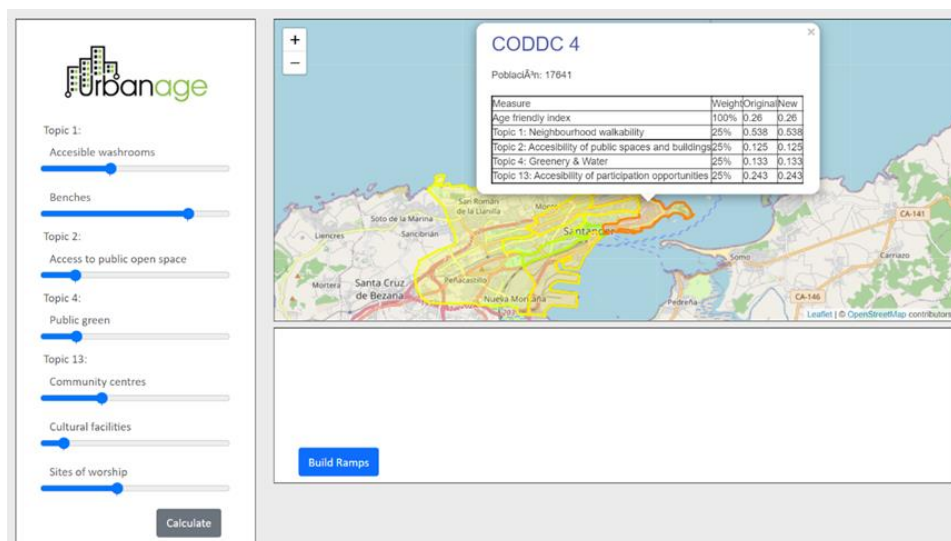 Urbanage
Topic 1:
Accesible washrooms
Benches
Topic 2:
Access to public open space
Topic 4:
Public green
Topic 13:
Community centres
Cultural facilities
Sites of worship
Calculate
+
−
×
CODDC 4
PoblaciÃ³n: 17641
Measure Weight Original New
Age friendly index 100% 0.26 0.26
Topic 1: Neighbourhood walkability 25% 0.538 0.538
Topic 2: Accesibility of public spaces and buildings 25% 0.125 0.125
Topic 4: Greenery & Water 25% 0.133 0.133
Topic 13: Accesibility of participation opportunities 25% 0.243 0.243
San Román
de la Llanilla
Soto de la Marina
Liencres
Sancibrián
Santander
CA-141
Somo
Carriazo
Mortera
Santa Cruz
de Bezana
Peñacastillo
Nueva Montaña
Pedreña
CA-146
Leaflet | © OpenStreetMap contributors
Build Ramps